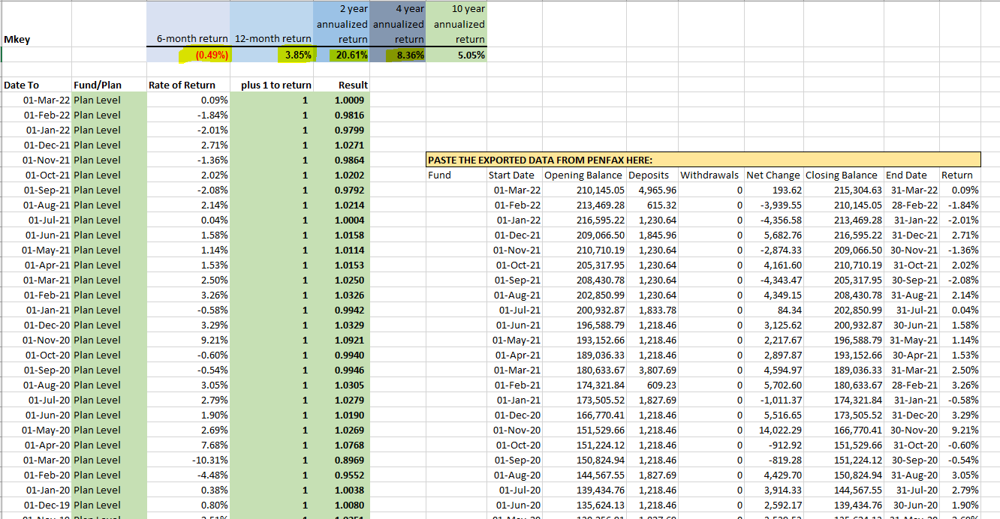 2 year 4 year 10 year
annualized annualized annualized
Mkey 6-month return 12-month return return return return
(0.49%) 3.85% 20.61% 8.36% 5.05%
Date To Fund/Plan Rate of Return plus 1 to return Result
01-Mar-22 Plan Level 0.09% 1 1.0009
01-Feb-22 Plan Level -1.84% 1 0.9816
01-Jan-22 Plan Level -2.01% 1 0.9799
01-Dec-21 Plan Level 2.71% 1 1.0271
01-Nov-21 Plan Level -1.36% 1 0.9864 PASTE THE EXPORTED DATA FROM PENFAX HERE:
01-Oct-21 Plan Level 2.02% 1 1.0202 Fund Start Date Opening Balance Deposits Withdrawals Net Change Closing Balance End Date Return
01-Sep-21 Plan Level -2.08% 1 0.9792 01-Mar-22 210,145.05 4,965.96 0 193.62 215,304.63 31-Mar-22 0.09%
01-Aug-21 Plan Level 2.14% 1 1.0214 01-Feb-22 213,469.28 615.32 0 -3,939.55 210,145.05 28-Feb-22 -1.84%
01-Jul-21 Plan Level 0.04% 1 1.0004 01-Jan-22 216,595.22 1,230.64 0 -4,356.58 213,469.28 31-Jan-22 -2.01%
01-Jun-21 Plan Level 1.58% 1 1.0158 01-Dec-21 209,066.50 1,845.96 0 5,682.76 216,595.22 31-Dec-21 2.71%
01-May-21 Plan Level 1.14% 1 1.0114 01-Nov-21 210,710.19 1,230.64 0 -2,874.33 209,066.50 30-Nov-21 -1.36%
01-Apr-21 Plan Level 1.53% 1 1.0153 01-Oct-21 205,317.95 1,230.64 0 4,161.60 210,710.19 31-Oct-21 2.02%
01-Mar-21 Plan Level 2.50% 1 1.0250 01-Sep-21 208,430.78 1,230.64 0 -4,343.47 205,317.95 30-Sep-21 -2.08%
01-Feb-21 Plan Level 3.26% 1 1.0326 01-Aug-21 202,850.99 1,230.64 0 4,349.15 208,430.78 31-Aug-21 2.14%
01-Jan-21 Plan Level -0.58% 1 0.9942 01-Jul-21 200,932.87 1,833.78 0 84.34 202,850.99 31-Jul-21 0.04%
01-Dec-20 Plan Level 3.29% 1 1.0329 01-Jun-21 196,588.79 1,218.46 0 3,125.62 200,932.87 30-Jun-21 1.58%
01-Nov-20 Plan Level 9.21% 1 1.0921 01-May-21 193,152.66 1,218.46 0 2,217.67 196,588.79 31-May-21 1.14%
01-Oct-20 Plan Level -0.60% 1 0.9940 01-Apr-21 189,036.33 1,218.46 0 2,897.87 193,152.66 30-Apr-21 1.53%
01-Sep-20 Plan Level -0.54% 1 0.9946 01-Mar-21 180,633.67 3,807.69 0 4,594.97 189,036.33 31-Mar-21 2.50%
01-Aug-20 Plan Level 3.05% 1 1.0305 01-Feb-21 174,321.84 609.23 0 5,702.60 180,633.67 28-Feb-21 3.26%
01-Jul-20 Plan Level 2.79% 1 1.0279 01-Jan-21 173,505.52 1,827.69 0 -1,011.37 174,321.84 31-Jan-21 -0.58%
01-Jun-20 Plan Level 1.90% 1 1.0190 01-Dec-20 166,770.41 1,218.46 0 5,516.65 173,505.52 31-Dec-20 3.29%
01-May-20 Plan Level 2.69% 1 1.0269 01-Nov-20 151,529.66 1,218.46 0 14,022.29 166,770.41 30-Nov-20 9.21%
01-Apr-20 Plan Level 7.68% 1 1.0768 01-Oct-20 151,224.12 1,218.46 0 -912.92 151,529.66 31-Oct-20 -0.60%
01-Mar-20 Plan Level -10.31% 1 0.8969 01-Sep-20 150,824.94 1,218.46 0 -819.28 151,224.12 30-Sep-20 -0.54%
01-Feb-20 Plan Level -4.48% 1 0.9552 01-Aug-20 144,567.55 1,827.69 0 4,429.70 150,824.94 31-Aug-20 3.05%
01-Jan-20 Plan Level 0.38% 1 1.0038 01-Jul-20 139,434.76 1,218.46 0 3,914.33 144,567.55 31-Jul-20 2.79%
01-Dec-19 Plan Level 0.80% 1 1.0080 01-Jun-20 135,624.13 1,218.46 0 2,592.17 139,434.76 30-Jun-20 1.90%